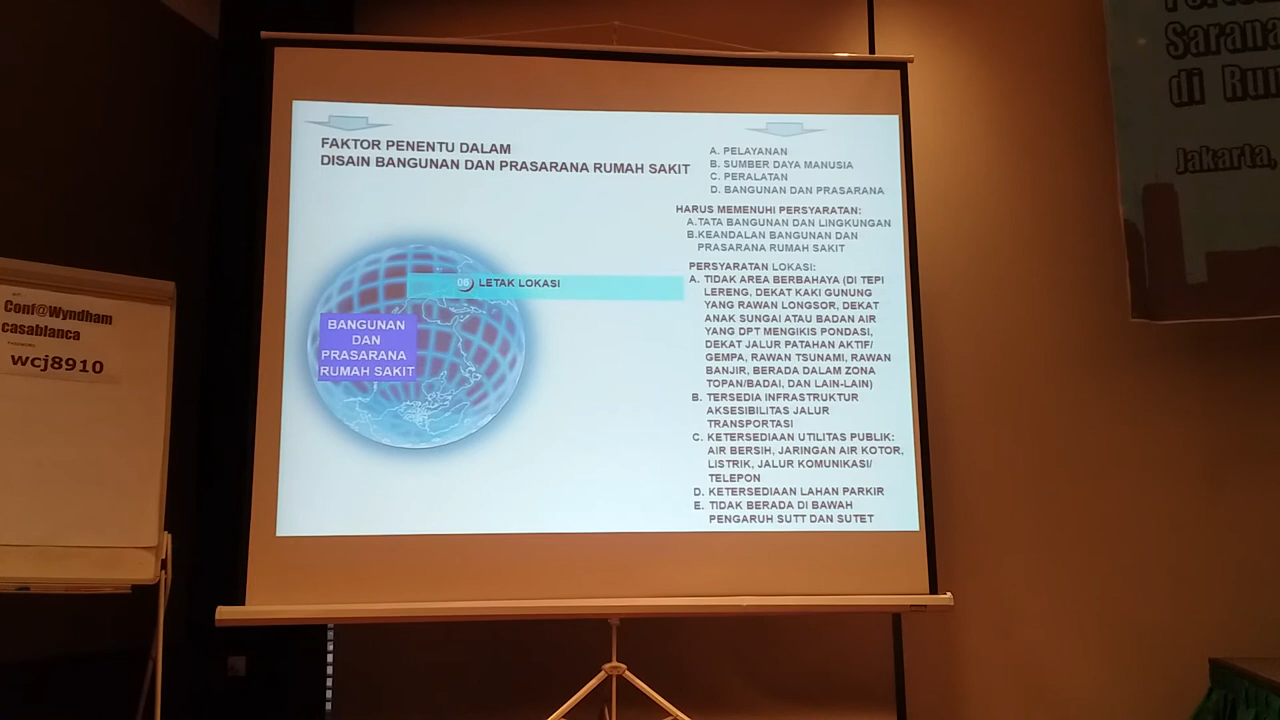 FAKTOR PENENTU DALAM
DISAIN BANGUNAN DAN PRASARANA RUMAH SAKIT
A. PELAYANAN
B. SUMBER DAYA MANUSIA
C. PERALATAN
D. BANGUNAN DAN PRASARANA
HARUS MEMENUHI PERSYARATAN:
A.TATA BANGUNAN DAN LINGKUNGAN
B.KEANDALAN BANGUNAN DAN
PRASARANA RUMAH SAKIT
LETAK LOKASI
BANGUNAN
DAN
PRASARANA
RUMAH SAKIT
PERSYARATAN LOKASI:
A. TIDAK AREA BERBAHAYA (DI TEPI
LERENG, DEKAT KAKI GUNUNG
YANG RAWAN LONGSOR, DEKAT
ANAK SUNGAI ATAU BADAN AIR
YANG DPT MENGIKIS PONDASI,
DEKAT JALUR PATAHAN AKTIF/
GEMPA, RAWAN TSUNAMI, RAWAN
BANJIR, BERADA DALAM ZONA
TOPAN/BADAI, DAN LAIN-LAIN)
B. TERSEDIA INFRASTRUKTUR
AKSESIBILITAS JALUR
TRANSPORTASI
C. KETERSEDIAAN UTILITAS PUBLIK:
AIR BERSIH, JARINGAN AIR KOTOR,
LISTRIK, JALUR KOMUNIKASI/
TELEPON
D. KETERSEDIAAN LAHAN PARKIR
E. TIDAK BERADA DI BAWAH
PENGARUH SUTT DAN SUTET
Conf@Wyndham
casablanca
wcj8910
Sarana
di
Jakarta,